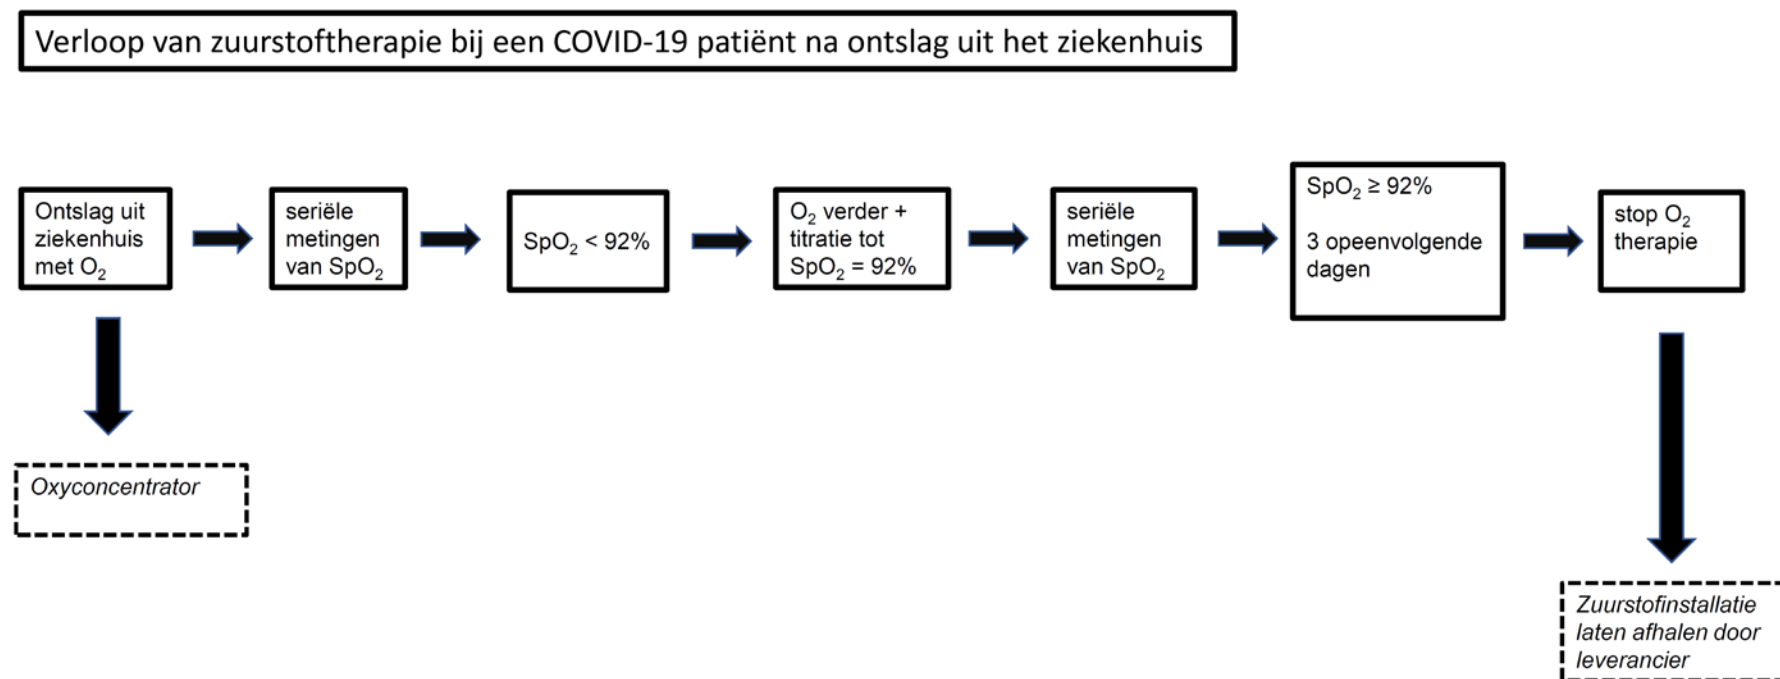 Verloop van zuurstoftherapie bij een COVID-19 patiënt na ontslag uit het ziekenhuis
Ontslag uit
ziekenhuis
met O₂
seriële
metingen
van SpO₂
SpO₂ < 92%
O₂ verder +
titratie tot
SpO₂ = 92%
seriële
metingen
van SpO₂
SpO₂ ≥ 92%
3 opeenvolgende
dagen
stop O₂
therapie
Oxyconcentrator
Zuurstofinstallatie
laten afhalen door
leverancier